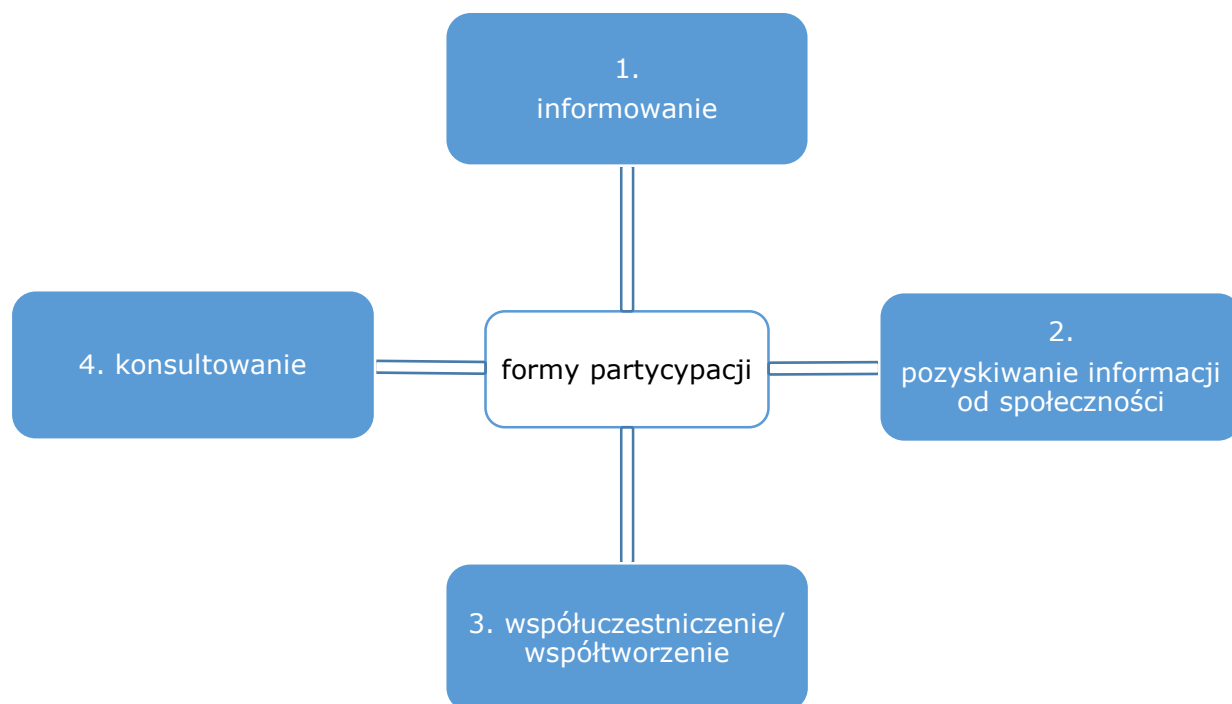 1.
informowanie
4. konsultowanie
formy partycypacji
2.
pozyskiwanie informacji
od społeczności
3. współuczestniczenie/
współtworzenie